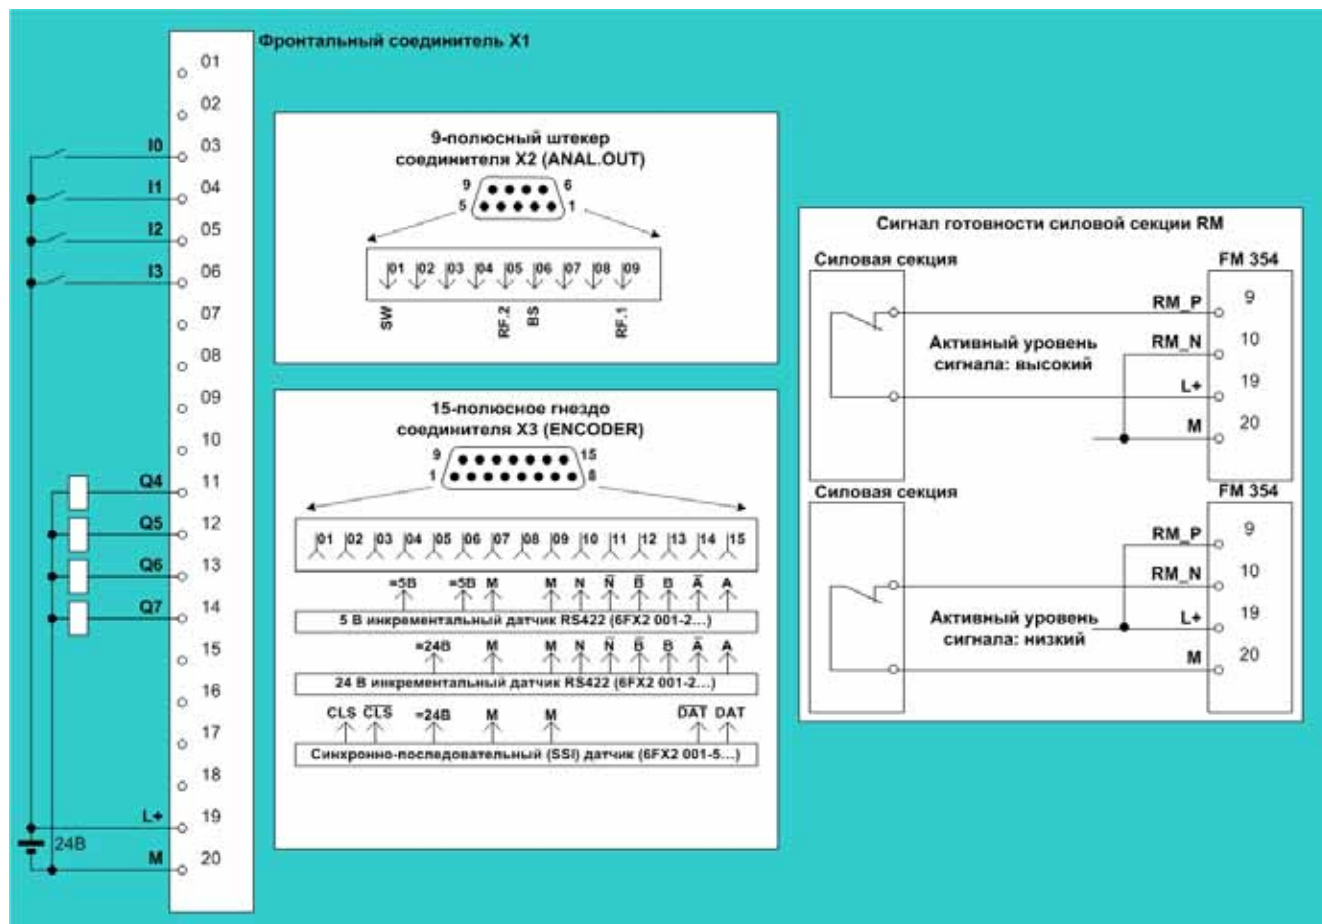 Фронтальный соединитель X1
01
02
I0 03
I1 04
I2 05
I3 06
07
08
09
10
Q4 11
Q5 12
Q6 13
Q7 14
15
16
17
18
L+ 19
24В
M 20
9-полюсный штекер
соединителя X2 (ANAL.OUT)
9 6
5 1
01 02 03 04 05 06 07 08 09
SW RF.2 BS RF.1
15-полюсное гнездо
соединителя X3 (ENCODER)
9 15
1 8
01 02 03 04 05 06 07 08 09 10 11 12 13 14 15
=5В =5В M M N N̅ B̅ B A̅ A
5 В инкрементальный датчик RS422 (6FX2 001-2...)
=24В M M N N̅ B̅ B A̅ A
24 В инкрементальный датчик RS422 (6FX2 001-2...)
CLS C̅L̅S̅ =24В M M D̅A̅T̅ DAT
Синхронно-последовательный (SSI) датчик (6FX2 001-5...)
Сигнал готовности силовой секции RM
Силовая секция FM 354
RM_P 9
Активный уровень
сигнала: высокий
RM_N 10
L+ 19
M 20
Силовая секция FM 354
RM_P 9
RM_N 10
Активный уровень
сигнала: низкий
L+ 19
M 20